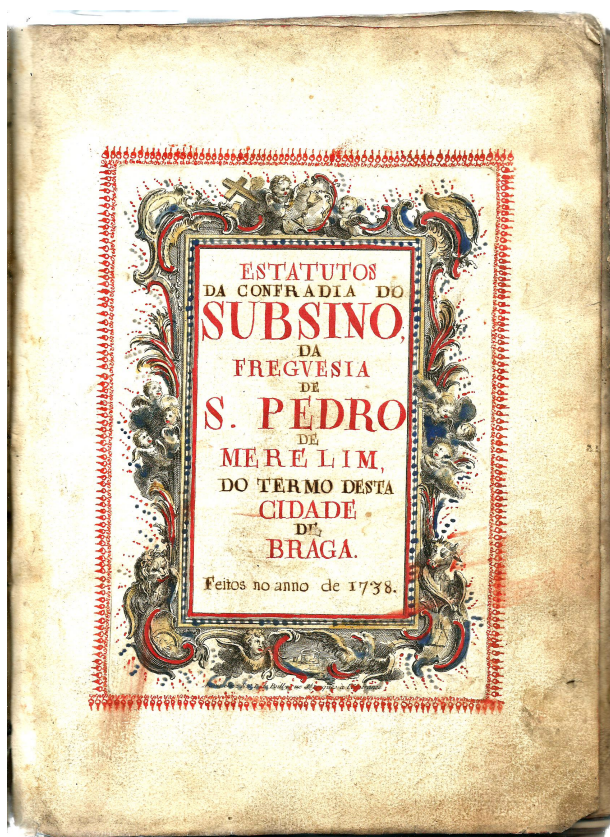 ESTATUTOS
DA CONFRADIA DO
SUBSINO,
DA
FREGVESIA
DE
S. PEDRO
DE
MERELIM,
DO TERMO DESTA
CIDADE
DE
BRAGA.
Feitos no anno de 1738.